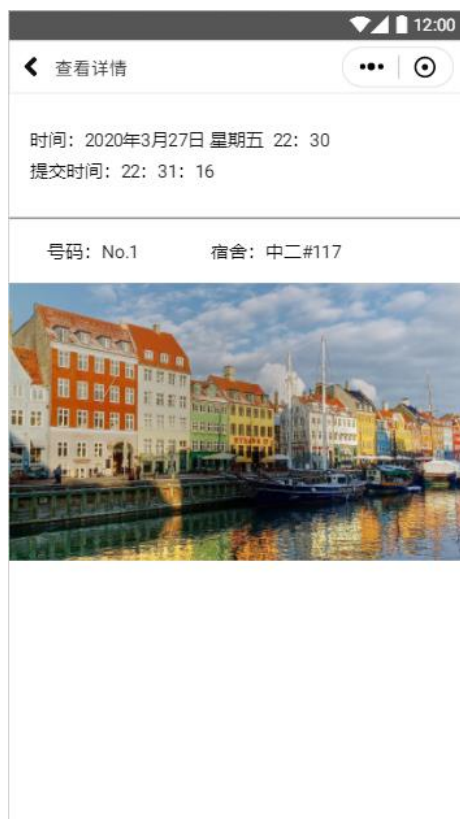 12:00
查看详情
时间：2020年3月27日 星期五 22：30
提交时间：22：31：16
号码：No.1 宿舍：中二#117